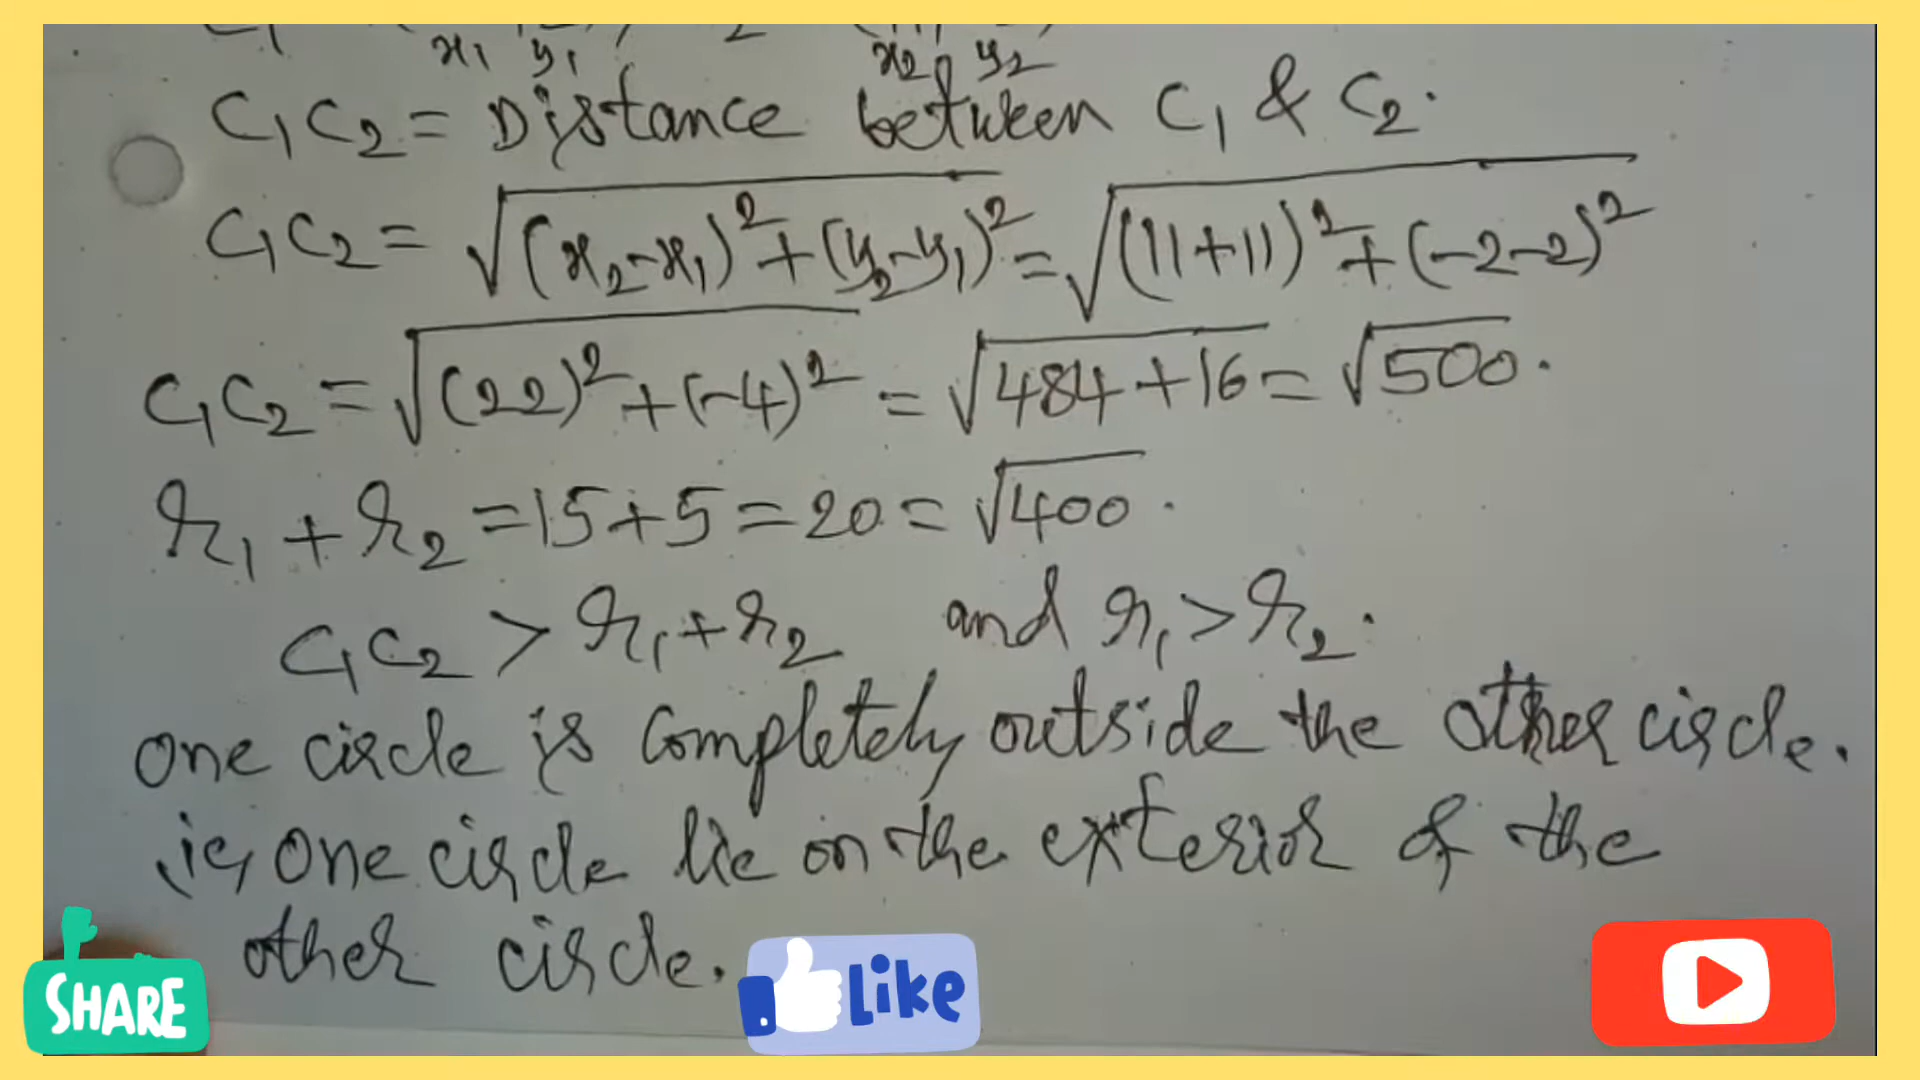 x₁ y₁ x₂, y₂
C₁C₂ = Distance between C₁ & C₂.
C₁C₂ = √(x₂-x₁)²+(y₂-y₁)² = √(11+11)²+(-2-2)²
C₁C₂ = √(22)²+(-4)² = √484+16 = √500.
r₁+r₂ = 15+5 = 20 = √400.
C₁C₂ > r₁+r₂ and r₁>r₂.
one circle is completely outside the other circle.
ie, one circle lie on the exterior of the
other circle.
SHARE
Like